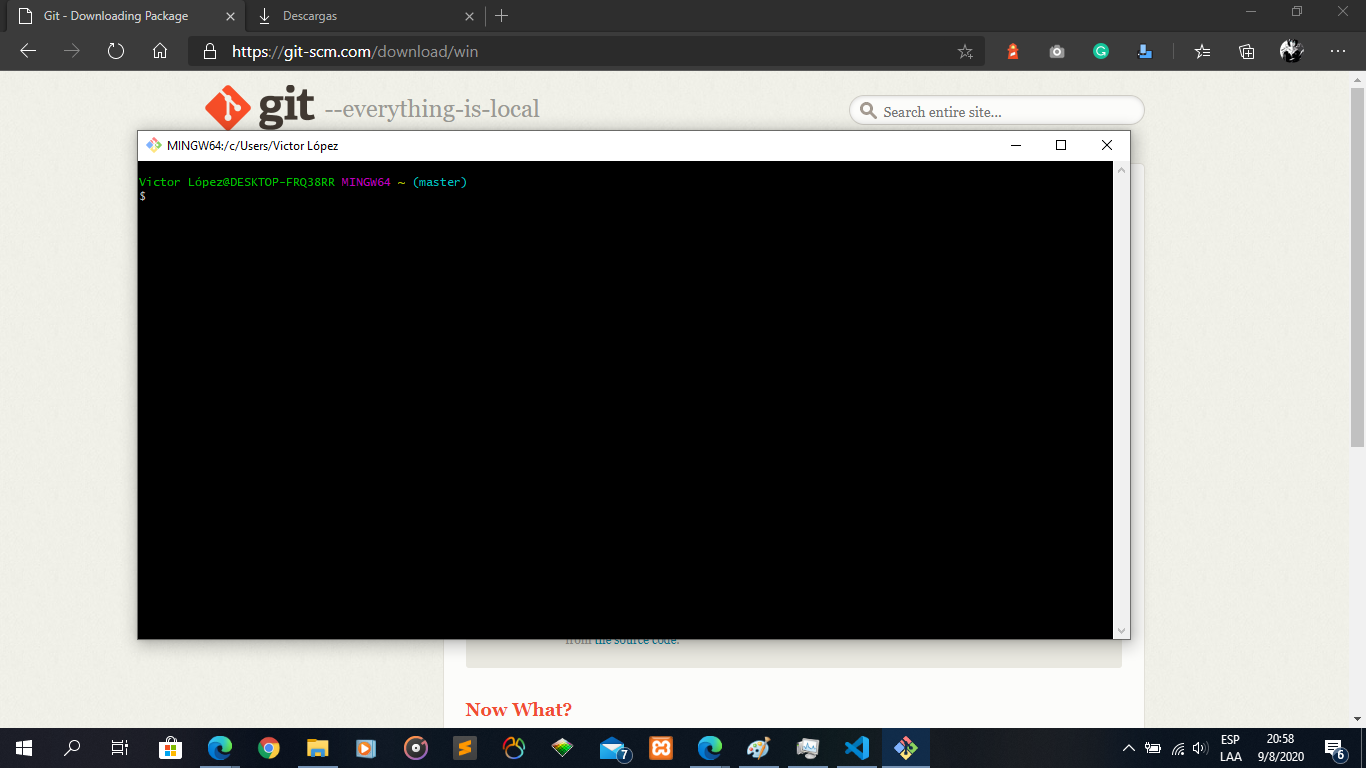 Git - Downloading Package
Descargas
https://git-scm.com/download/win
git --everything-is-local
Search entire site...
MINGW64:/c/Users/Victor López
Victor López@DESKTOP-FRQ38RR MINGW64 ~ (master)
$
from the source code.
Now What?
7
ESP
LAA
20:58
9/8/2020
6